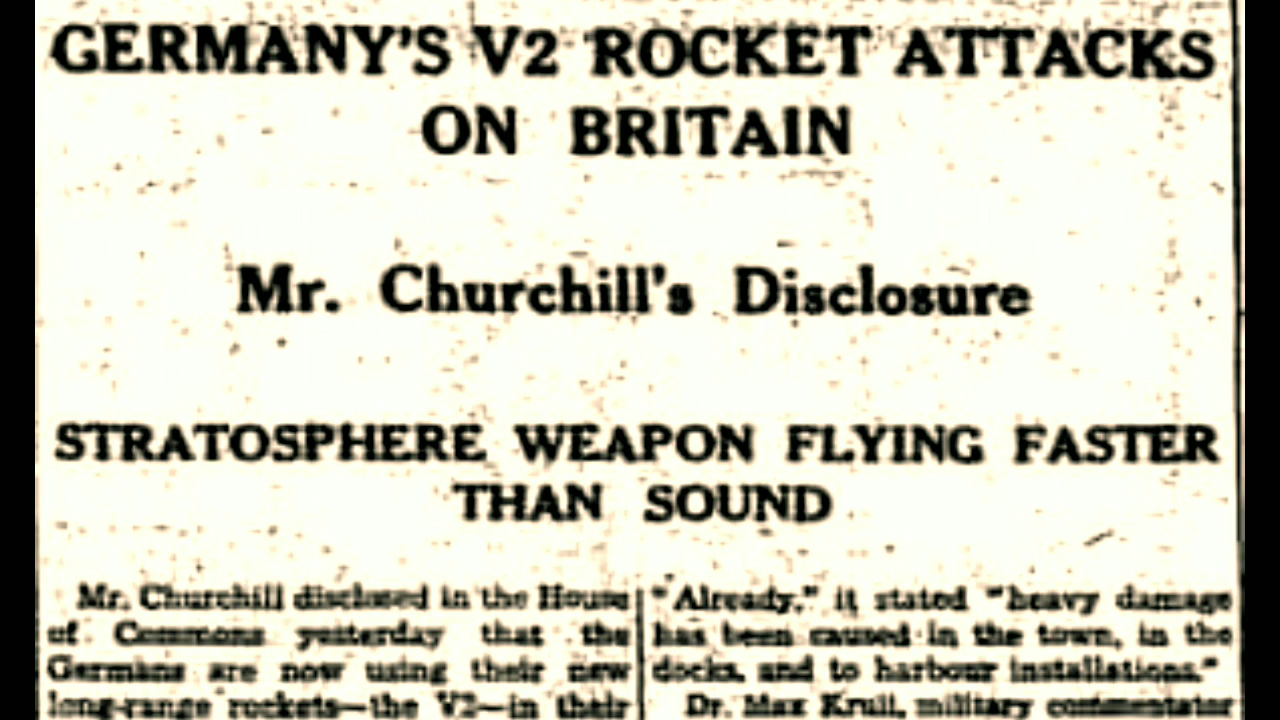 GERMANY'S V2 ROCKET ATTACKS
ON BRITAIN
Mr. Churchill's Disclosure
STRATOSPHERE WEAPON FLYING FASTER
THAN SOUND
Mr. Churchill disclosed in the House
of Commons yesterday that the
Germans are now using their new
long-range rockets—the V2—in their
"Already," it stated "heavy damage
has been caused in the town, in the
docks, and to harbour installations."
Dr. Max Krull, military commentator